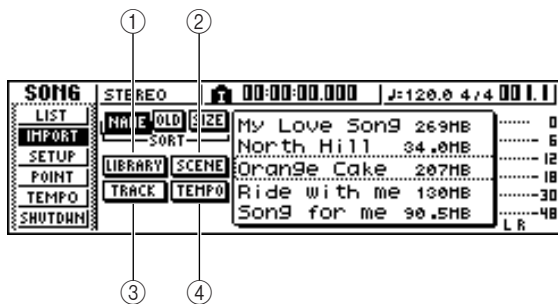 ① ②
SONG STEREO 00:00:00.000 ♩=120.0 4/4 001.1
LIST
IMPORT
SETUP
POINT
TEMPO
SHUTDWN
NAME OLD SIZE
SORT
LIBRARY SCENE
TRACK TEMPO
My Love Song 269MB
North Hill 34.0MB
Orange Cake 207MB
Ride with me 130MB
Song for me 90.5MB
0
6
12
18
30
48
L R
③ ④